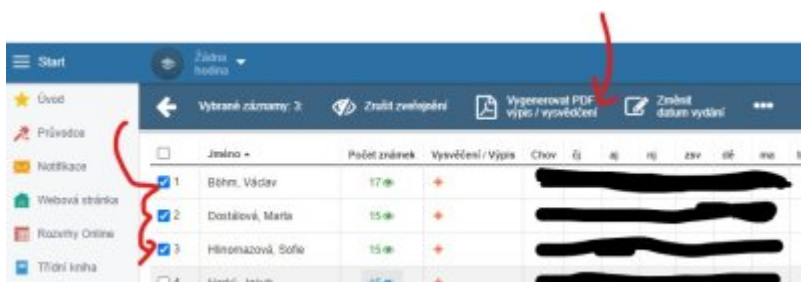 Start
Žádná
hodina
Úvod
Průvodce
Notifikace
Webová stránka
Rozvrhy Online
Třídní kniha
Vybrané záznamy: 3:
Zrušit zveřejnění
Vygenerovat PDF
výpis / vysvědčení
Změnit
datum vydání
Jméno
Počet známek
Vysvěčení / Výpis
Chov
čj
aj
nj
zsv
dě
ma
1 Böhm, Václav 17
2 Dostálová, Marta 15
3 Hlinomazová, Sofie 15